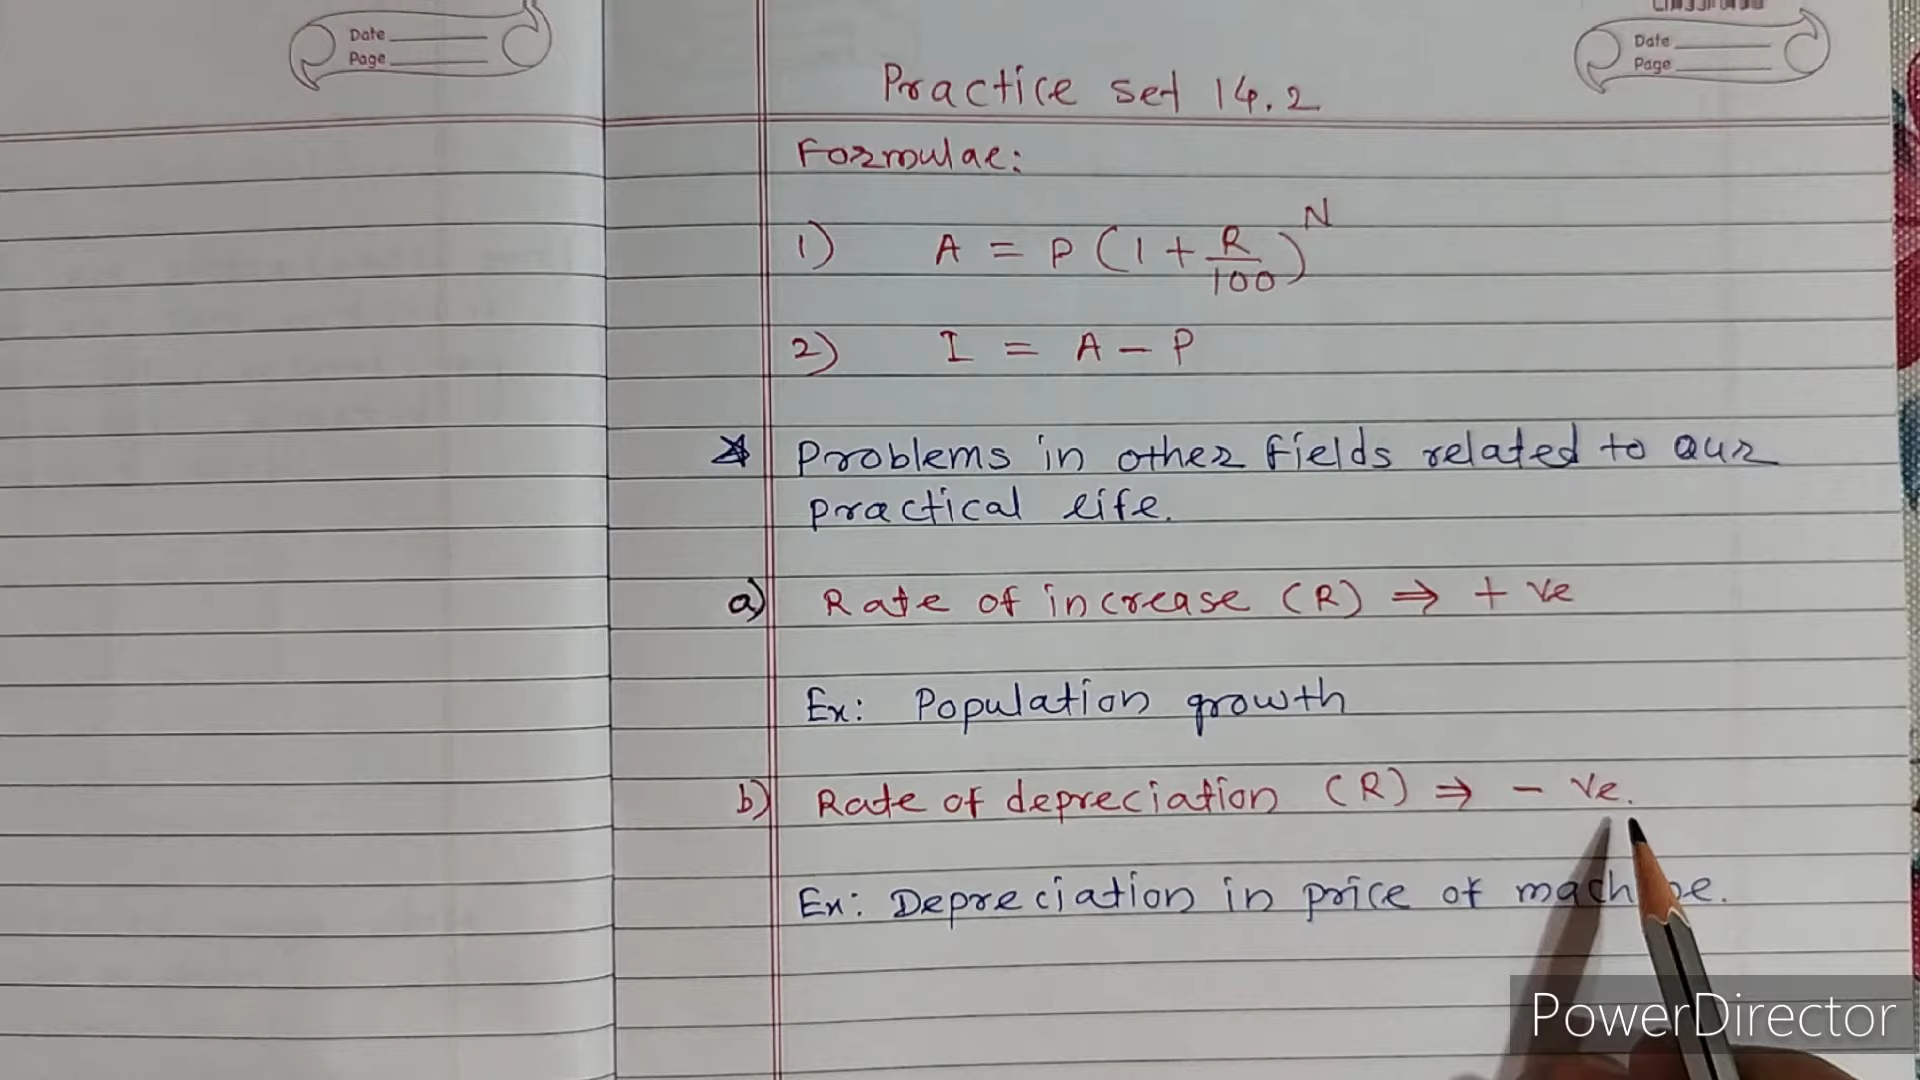 Date
Page
Date
Page
Practice set 14.2
Formulae:
1) A = P (1 + R/100)^N
2) I = A - P
Problems in other fields related to our
practical life.
a) Rate of increase (R) ⇒ + ve
Ex: Population growth
b) Rate of depreciation (R) ⇒ - ve.
Ex: Depreciation in price of machine.
PowerDirector